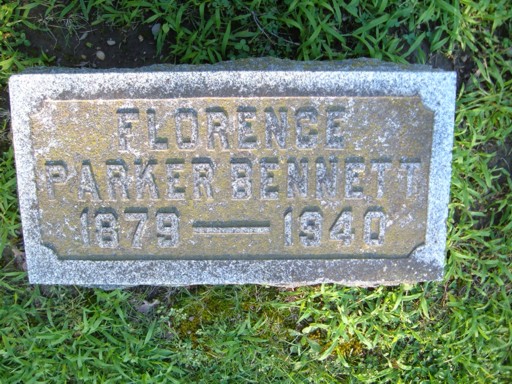 FLORENCE
PARKER BENNETT
1879 — 1940